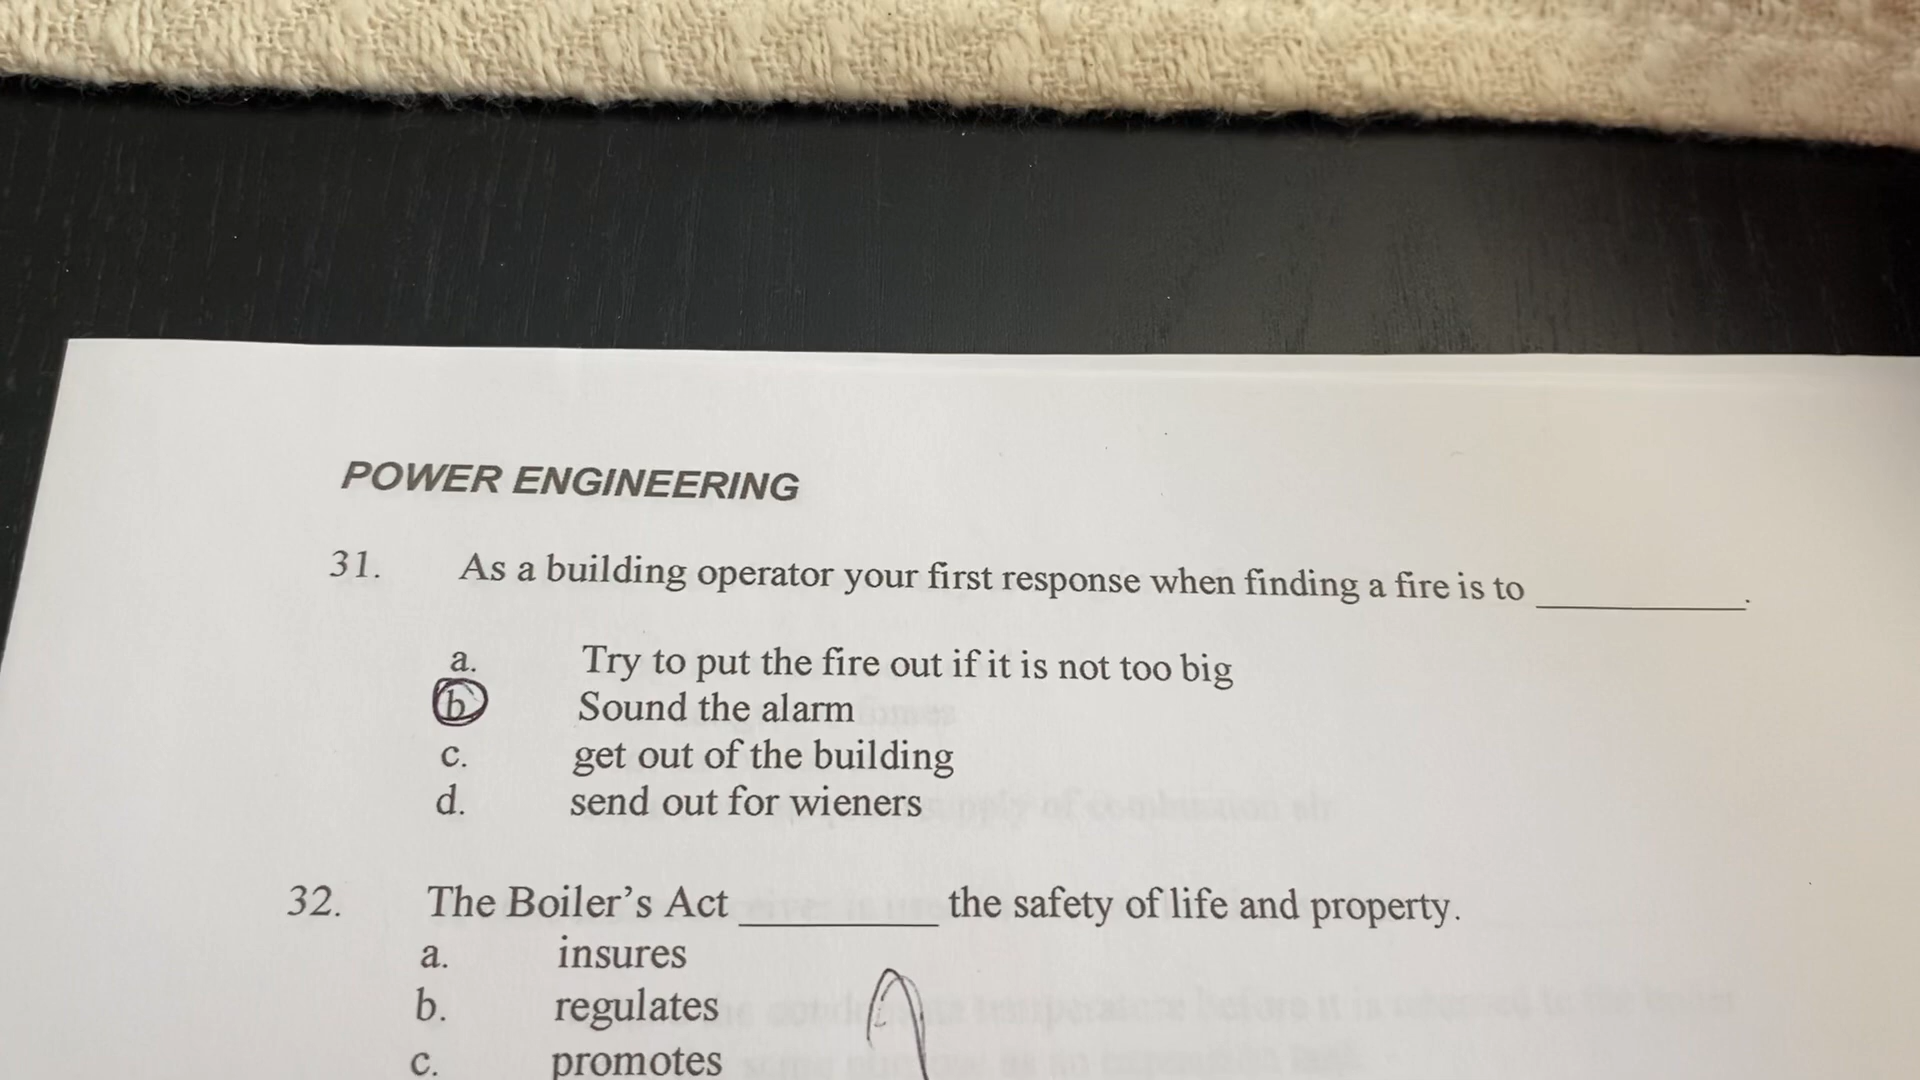 POWER ENGINEERING
31. As a building operator your first response when finding a fire is to __________.
a. Try to put the fire out if it is not too big
b Sound the alarm
c. get out of the building
d. send out for wieners
32. The Boiler's Act __________ the safety of life and property.
a. insures
b. regulates
c. promotes